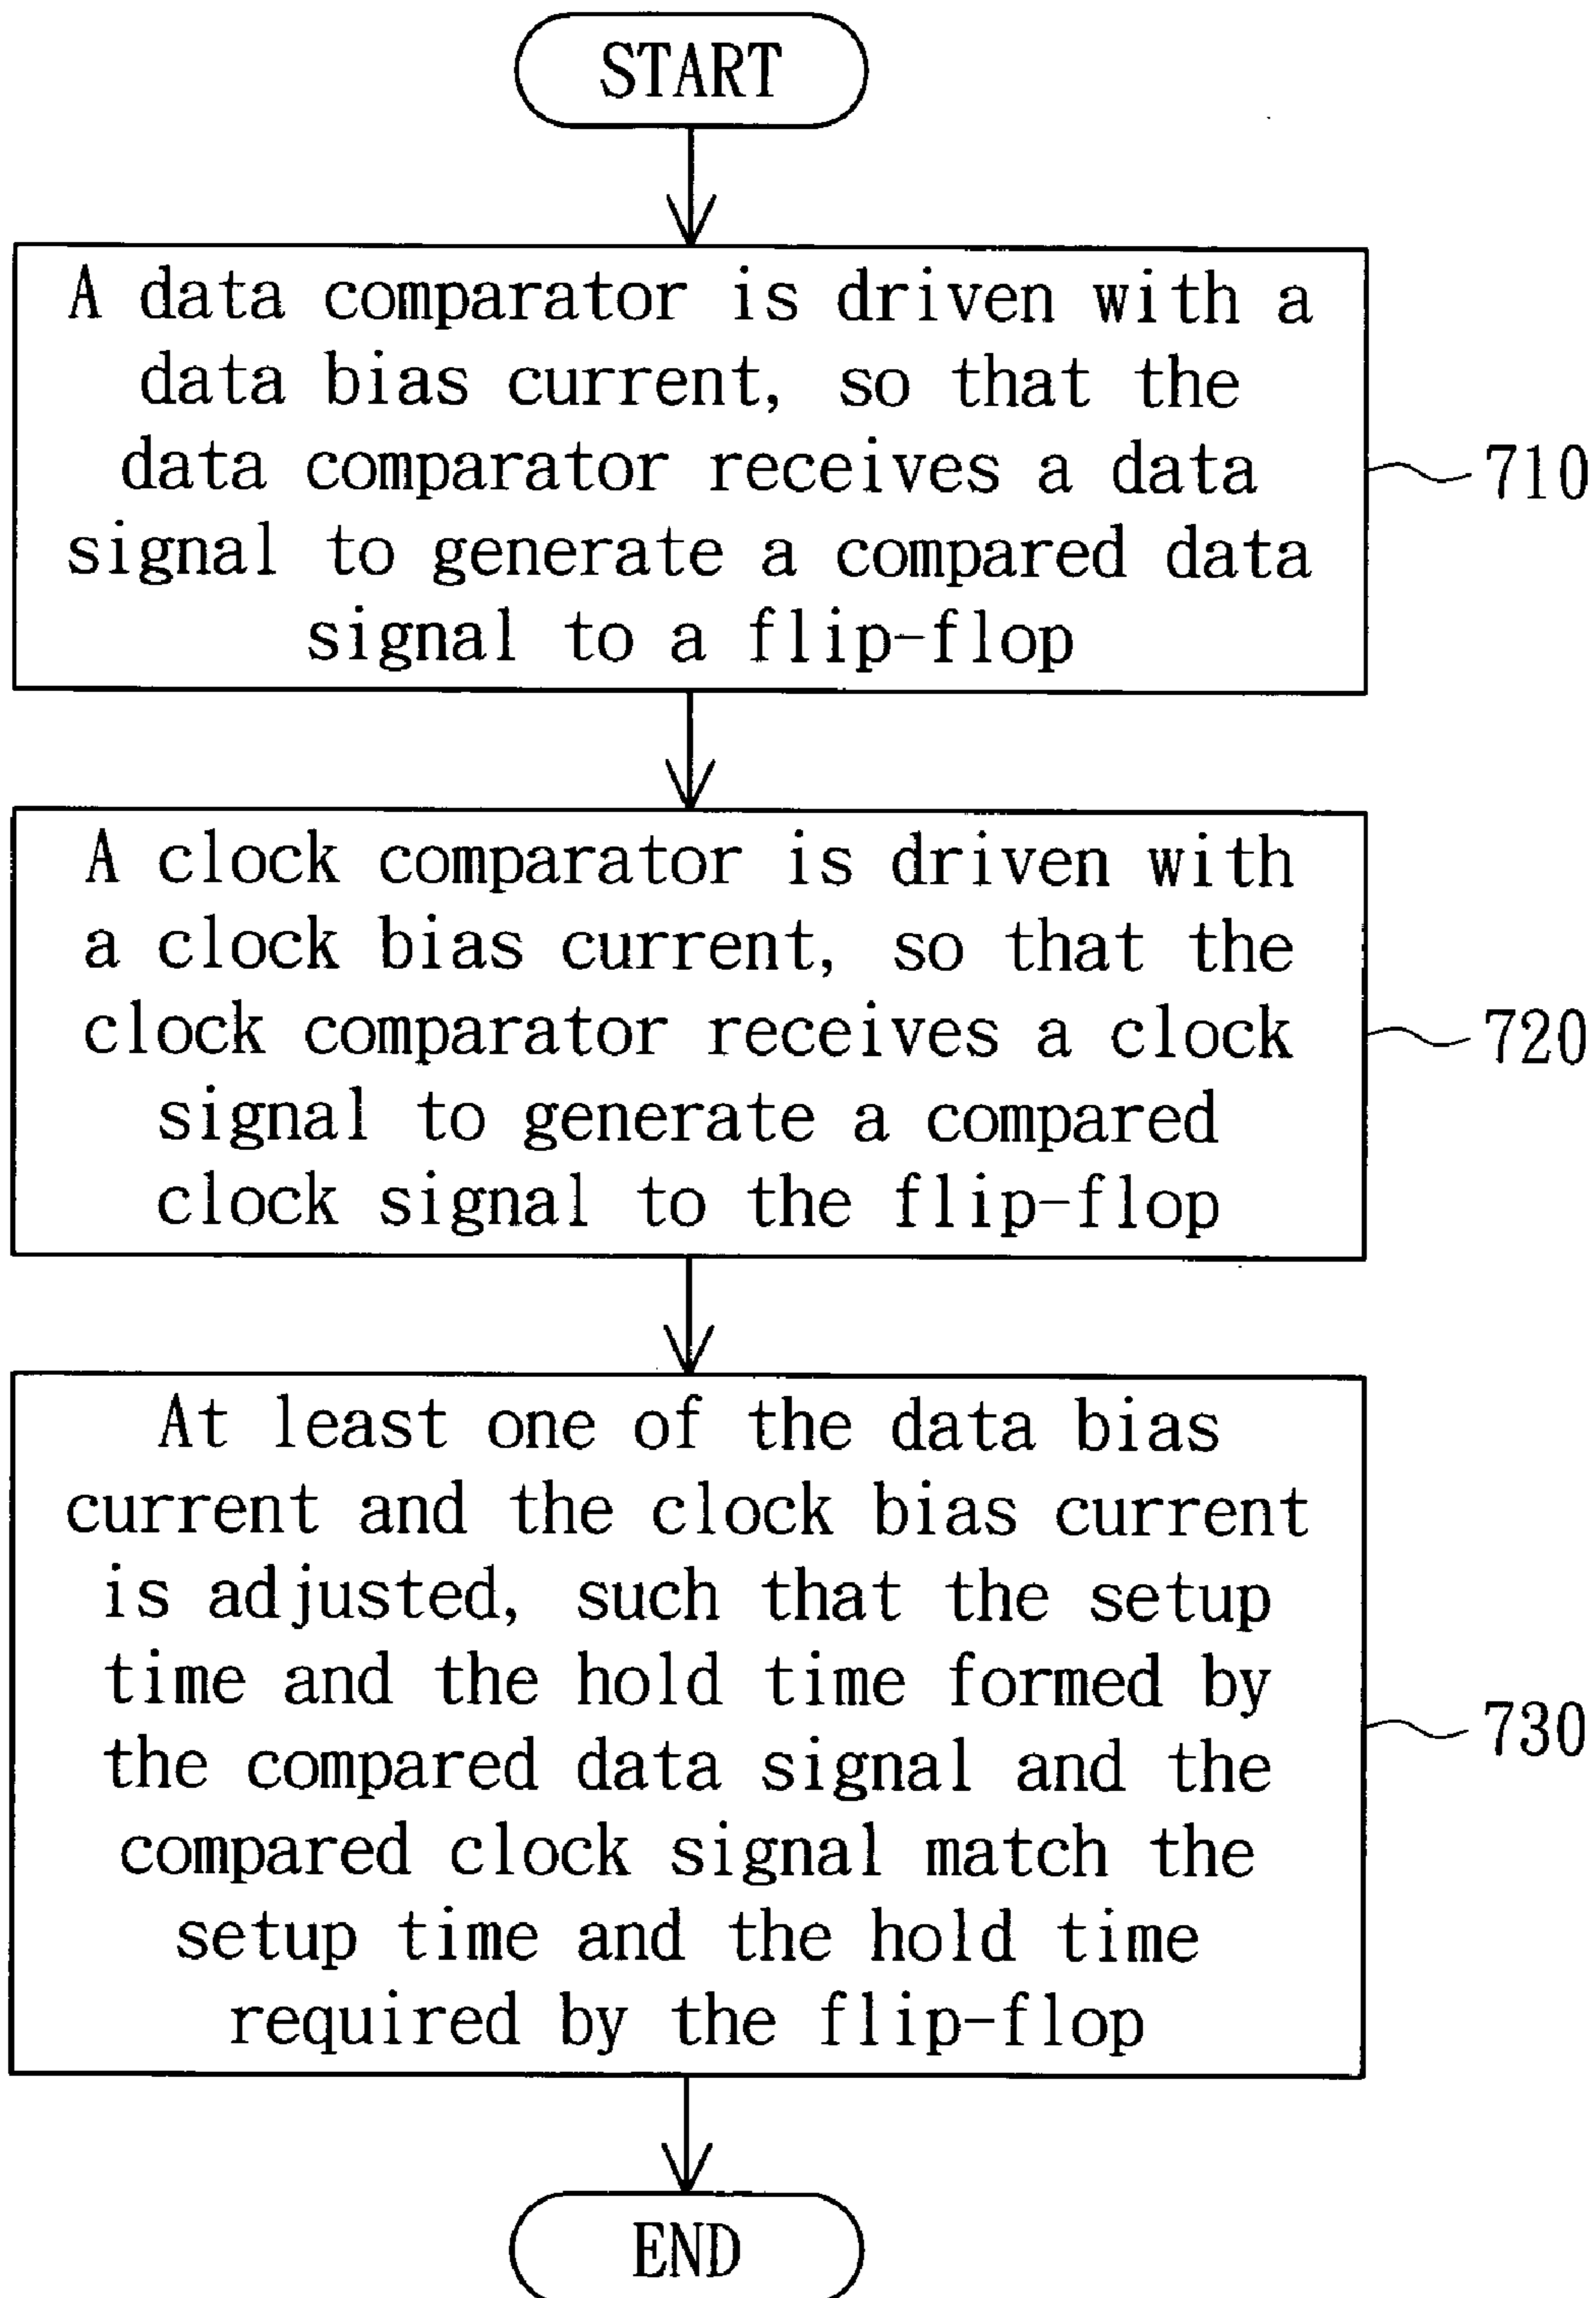 START
A data comparator is driven with a
data bias current, so that the
data comparator receives a data
signal to generate a compared data
signal to a flip-flop
710
A clock comparator is driven with
a clock bias current, so that the
clock comparator receives a clock
signal to generate a compared
clock signal to the flip-flop
720
At least one of the data bias
current and the clock bias current
is adjusted, such that the setup
time and the hold time formed by
the compared data signal and the
compared clock signal match the
setup time and the hold time
required by the flip-flop
730
END